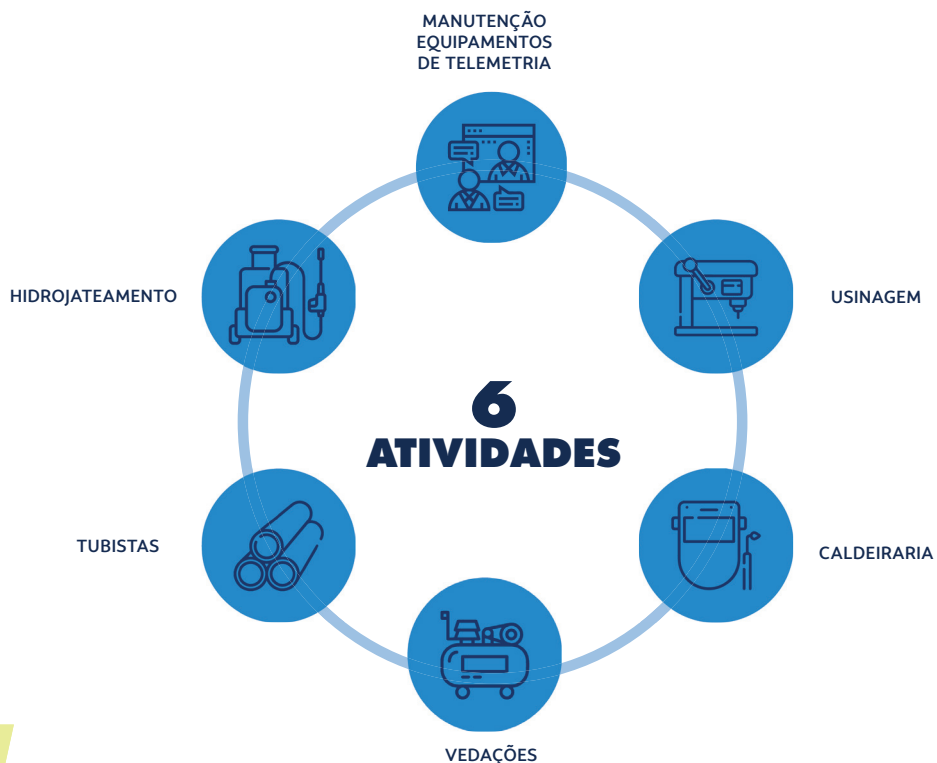 MANUTENÇÃO
EQUIPAMENTOS
DE TELEMETRIA
HIDROJATEAMENTO
USINAGEM
6
ATIVIDADES
TUBISTAS
CALDEIRARIA
VEDAÇÕES